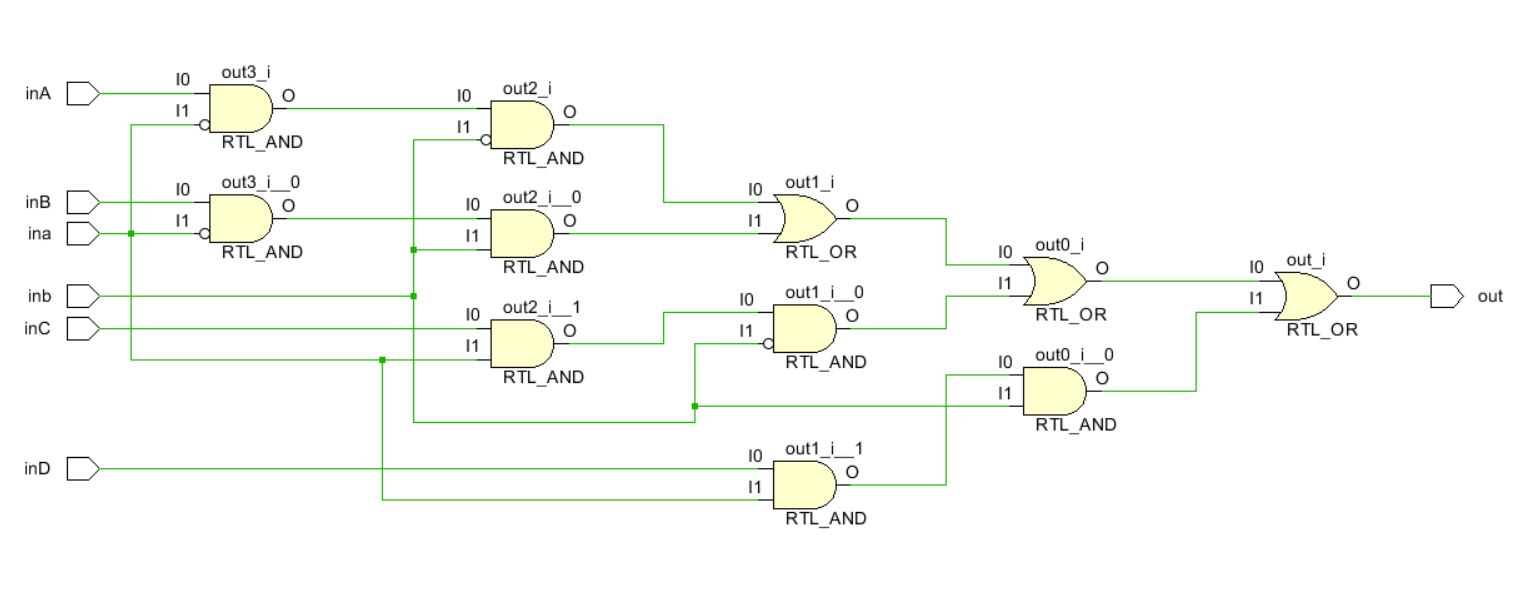 inA
I0
I1
out3_i
O
RTL_AND
I0
I1
out2_i
O
RTL_AND
inB
ina
I0
I1
out3_i__0
O
RTL_AND
I0
I1
out2_i__0
O
RTL_AND
I0
I1
out1_i
O
RTL_OR
inb
inC
I0
I1
out2_i__1
O
RTL_AND
I0
I1
out1_i__0
O
RTL_AND
I0
I1
out0_i
O
RTL_OR
I0
I1
out_i
O
RTL_OR
out
I0
I1
out0_i__0
O
RTL_AND
inD
I0
I1
out1_i__1
O
RTL_AND